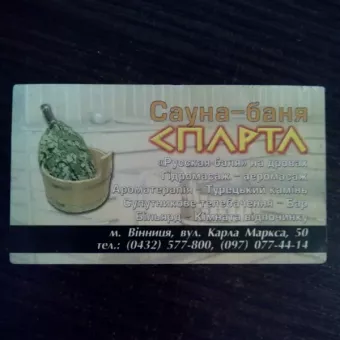 Сауна-баня
СПАРТА
«Русская баня» на дровах
Гідромасаж - аеромасаж
Ароматерапія - Турецький камінь
Супутникове телебачення - Бар
Більярд - Кімната відпочинку
м. Вінниця, вул. Карла Маркса, 50
тел.: (0432) 577-800, (097) 077-44-14